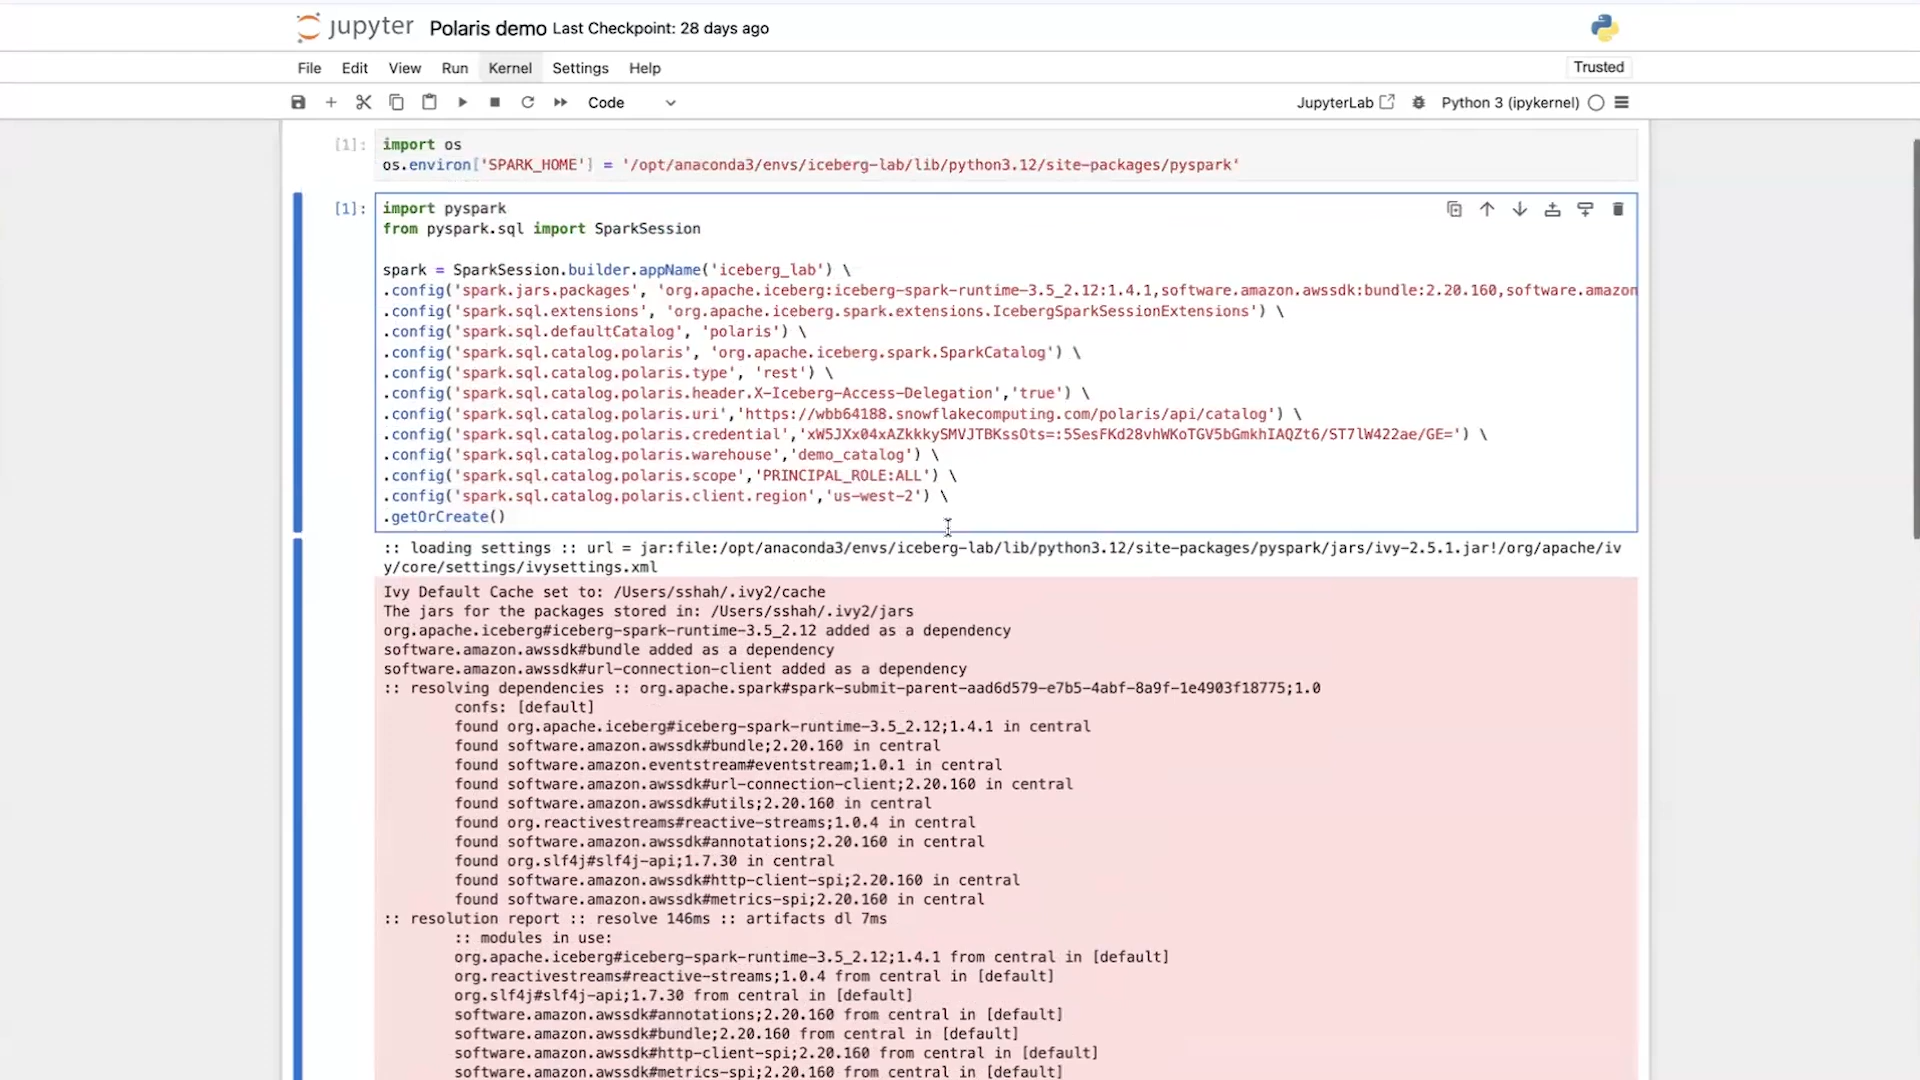 jupyter Polaris demo Last Checkpoint: 28 days ago
File Edit View Run Kernel Settings Help Trusted
Code JupyterLab Python 3 (ipykernel)
[1]: import os
os.environ['SPARK_HOME'] = '/opt/anaconda3/envs/iceberg-lab/lib/python3.12/site-packages/pyspark'
[1]: import pyspark
from pyspark.sql import SparkSession
spark = SparkSession.builder.appName('iceberg_lab') \
.config('spark.jars.packages', 'org.apache.iceberg:iceberg-spark-runtime-3.5_2.12:1.4.1,software.amazon.awssdk:bundle:2.20.160,software.amazon
.config('spark.sql.extensions', 'org.apache.iceberg.spark.extensions.IcebergSparkSessionExtensions') \
.config('spark.sql.defaultCatalog', 'polaris') \
.config('spark.sql.catalog.polaris', 'org.apache.iceberg.spark.SparkCatalog') \
.config('spark.sql.catalog.polaris.type', 'rest') \
.config('spark.sql.catalog.polaris.header.X-Iceberg-Access-Delegation','true') \
.config('spark.sql.catalog.polaris.uri','https://wbb64188.snowflakecomputing.com/polaris/api/catalog') \
.config('spark.sql.catalog.polaris.credential','xW5JXx04xAZkkkySMVJTBKssOts=:5SesFKd28vhWKoTGV5bGmkhIAQZt6/ST7lW422ae/GE=') \
.config('spark.sql.catalog.polaris.warehouse','demo_catalog') \
.config('spark.sql.catalog.polaris.scope','PRINCIPAL_ROLE:ALL') \
.config('spark.sql.catalog.polaris.client.region','us-west-2') \
.getOrCreate()
:: loading settings :: url = jar:file:/opt/anaconda3/envs/iceberg-lab/lib/python3.12/site-packages/pyspark/jars/ivy-2.5.1.jar!/org/apache/iv
y/core/settings/ivysettings.xml
Ivy Default Cache set to: /Users/sshah/.ivy2/cache
The jars for the packages stored in: /Users/sshah/.ivy2/jars
org.apache.iceberg#iceberg-spark-runtime-3.5_2.12 added as a dependency
software.amazon.awssdk#bundle added as a dependency
software.amazon.awssdk#url-connection-client added as a dependency
:: resolving dependencies :: org.apache.spark#spark-submit-parent-aad6d579-e7b5-4abf-8a9f-1e4903f18775;1.0
confs: [default]
found org.apache.iceberg#iceberg-spark-runtime-3.5_2.12;1.4.1 in central
found software.amazon.awssdk#bundle;2.20.160 in central
found software.amazon.eventstream#eventstream;1.0.1 in central
found software.amazon.awssdk#url-connection-client;2.20.160 in central
found software.amazon.awssdk#utils;2.20.160 in central
found org.reactivestreams#reactive-streams;1.0.4 in central
found software.amazon.awssdk#annotations;2.20.160 in central
found org.slf4j#slf4j-api;1.7.30 in central
found software.amazon.awssdk#http-client-spi;2.20.160 in central
found software.amazon.awssdk#metrics-spi;2.20.160 in central
:: resolution report :: resolve 146ms :: artifacts dl 7ms
:: modules in use:
org.apache.iceberg#iceberg-spark-runtime-3.5_2.12;1.4.1 from central in [default]
org.reactivestreams#reactive-streams;1.0.4 from central in [default]
org.slf4j#slf4j-api;1.7.30 from central in [default]
software.amazon.awssdk#annotations;2.20.160 from central in [default]
software.amazon.awssdk#bundle;2.20.160 from central in [default]
software.amazon.awssdk#http-client-spi;2.20.160 from central in [default]
software.amazon.awssdk#metrics-spi;2.20.160 from central in [default]